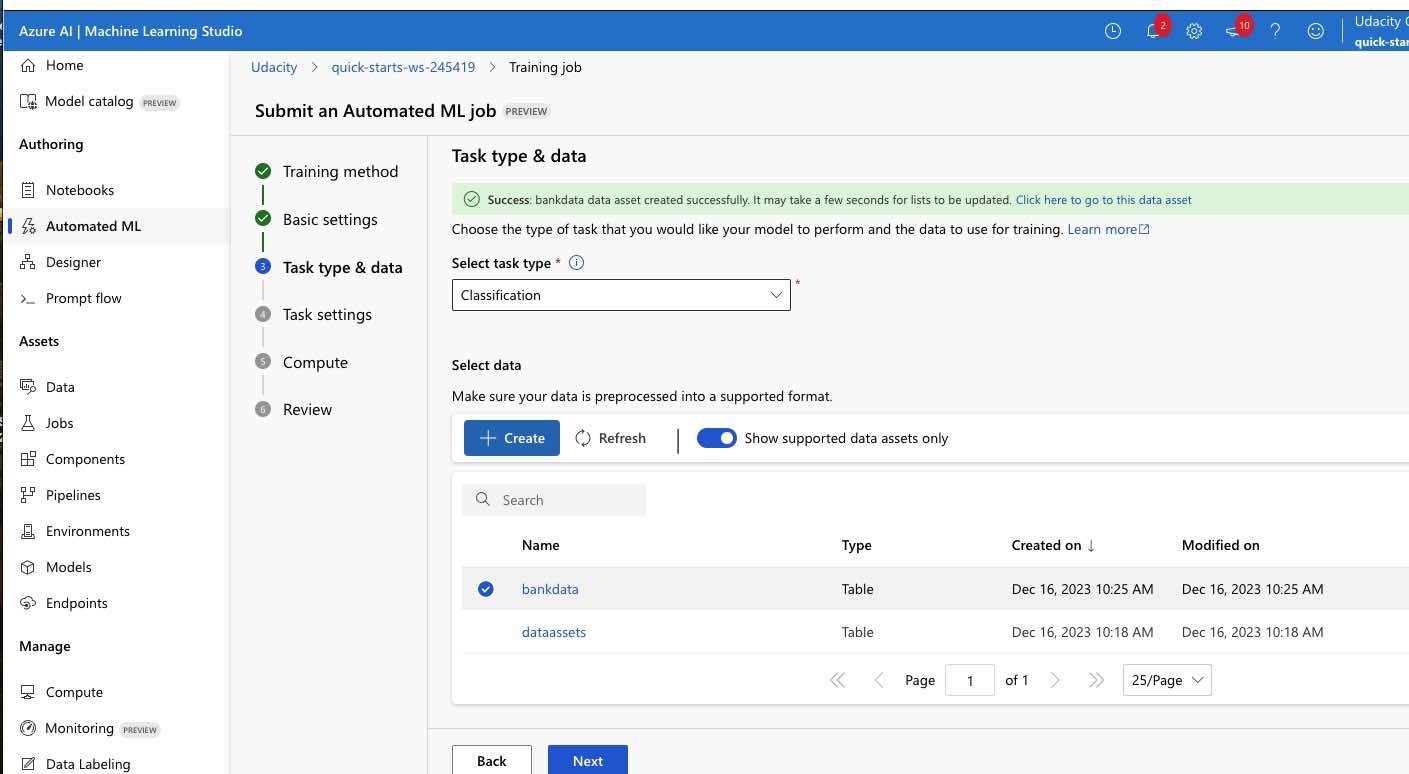 Azure AI | Machine Learning Studio
2
10
Udacity
quick-star
Home
Model catalog PREVIEW
Authoring
Notebooks
Automated ML
Designer
Prompt flow
Assets
Data
Jobs
Components
Pipelines
Environments
Models
Endpoints
Manage
Compute
Monitoring PREVIEW
Data Labeling
Udacity > quick-starts-ws-245419 > Training job
Submit an Automated ML job PREVIEW
Training method
Basic settings
3 Task type & data
4 Task settings
5 Compute
6 Review
Task type & data
Success: bankdata data asset created successfully. It may take a few seconds for lists to be updated. Click here to go to this data asset
Choose the type of task that you would like your model to perform and the data to use for training. Learn more
Select task type *
Classification *
Select data
Make sure your data is preprocessed into a supported format.
Create Refresh | Show supported data assets only
Search
Name Type Created on ↓ Modified on
bankdata Table Dec 16, 2023 10:25 AM Dec 16, 2023 10:25 AM
dataassets Table Dec 16, 2023 10:18 AM Dec 16, 2023 10:18 AM
Page 1 of 1 25/Page
Back Next